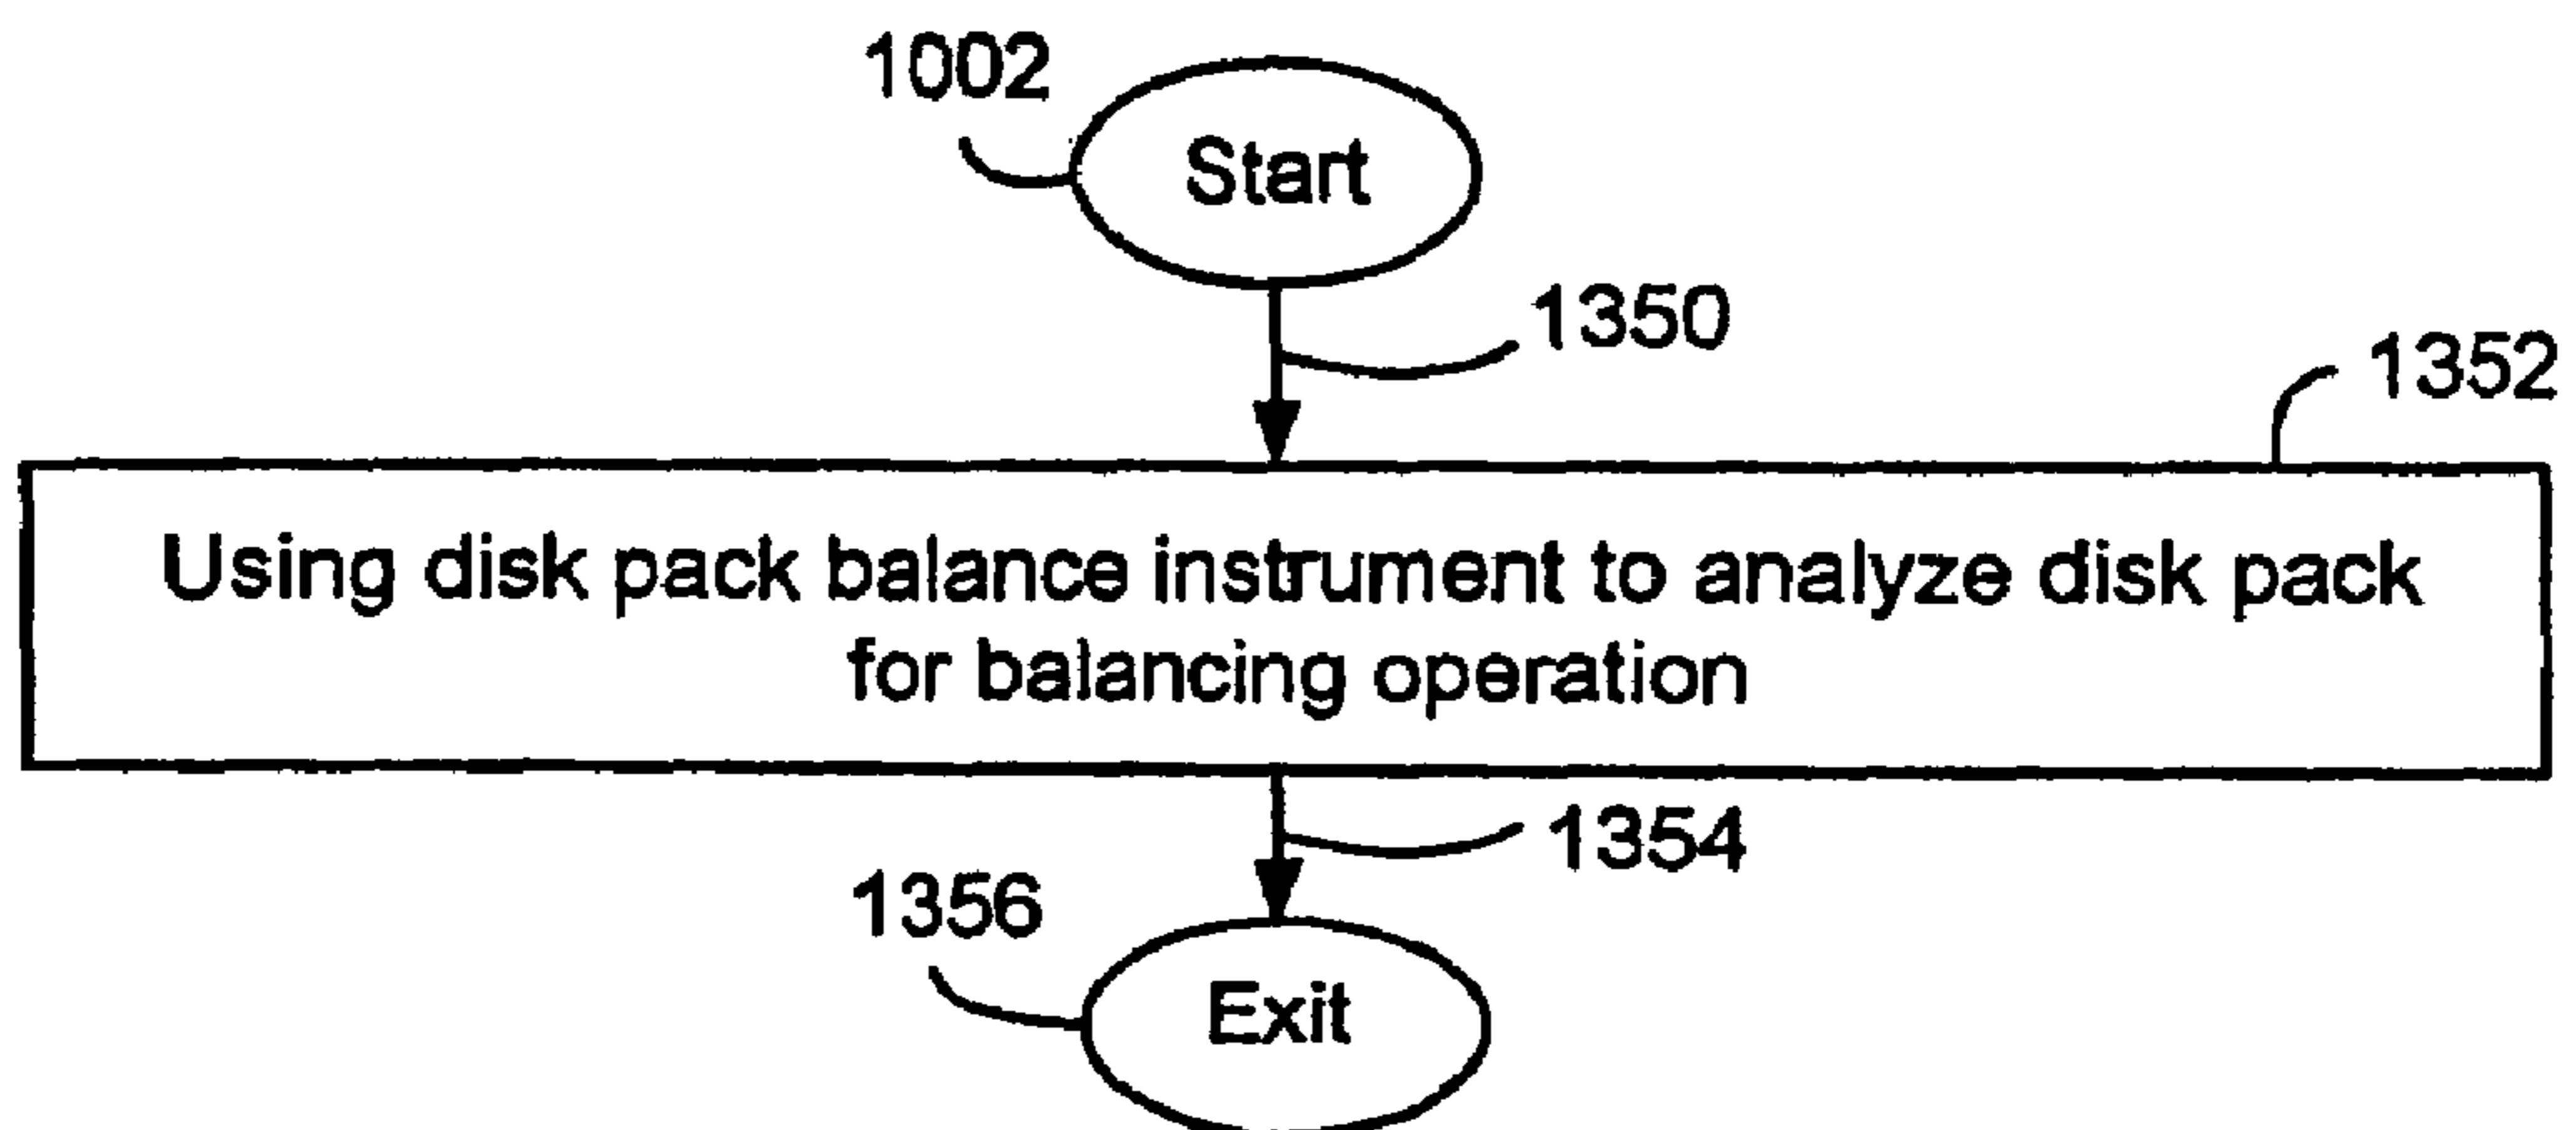 1002
Start
1350
1352
Using disk pack balance instrument to analyze disk pack
for balancing operation
1354
1356
Exit